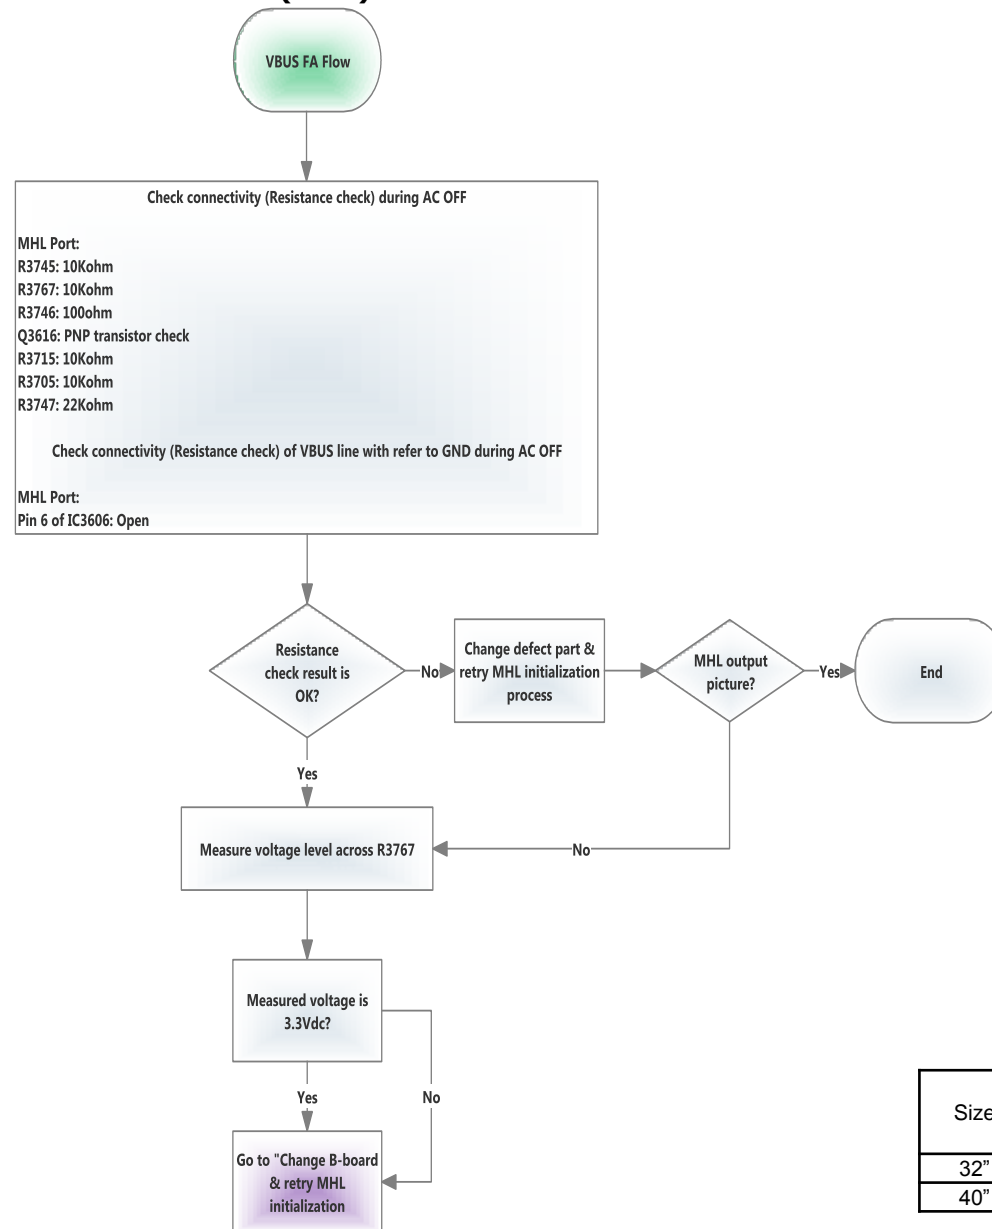 VBUS FA Flow
Check connectivity (Resistance check) during AC OFF
MHL Port:
R3745: 10Kohm
R3767: 10Kohm
R3746: 100ohm
Q3616: PNP transistor check
R3715: 10Kohm
R3705: 10Kohm
R3747: 22Kohm
Check connectivity (Resistance check) of VBUS line with refer to GND during AC OFF
MHL Port:
Pin 6 of IC3606: Open
Resistance
check result is
OK?
No
Change defect part &
retry MHL initialization
process
MHL output
picture?
Yes
End
Yes
Measure voltage level across R3767
No
Measured voltage is
3.3Vdc?
Yes
No
Go to "Change B-board
& retry MHL
initialization
Size
32”
40”